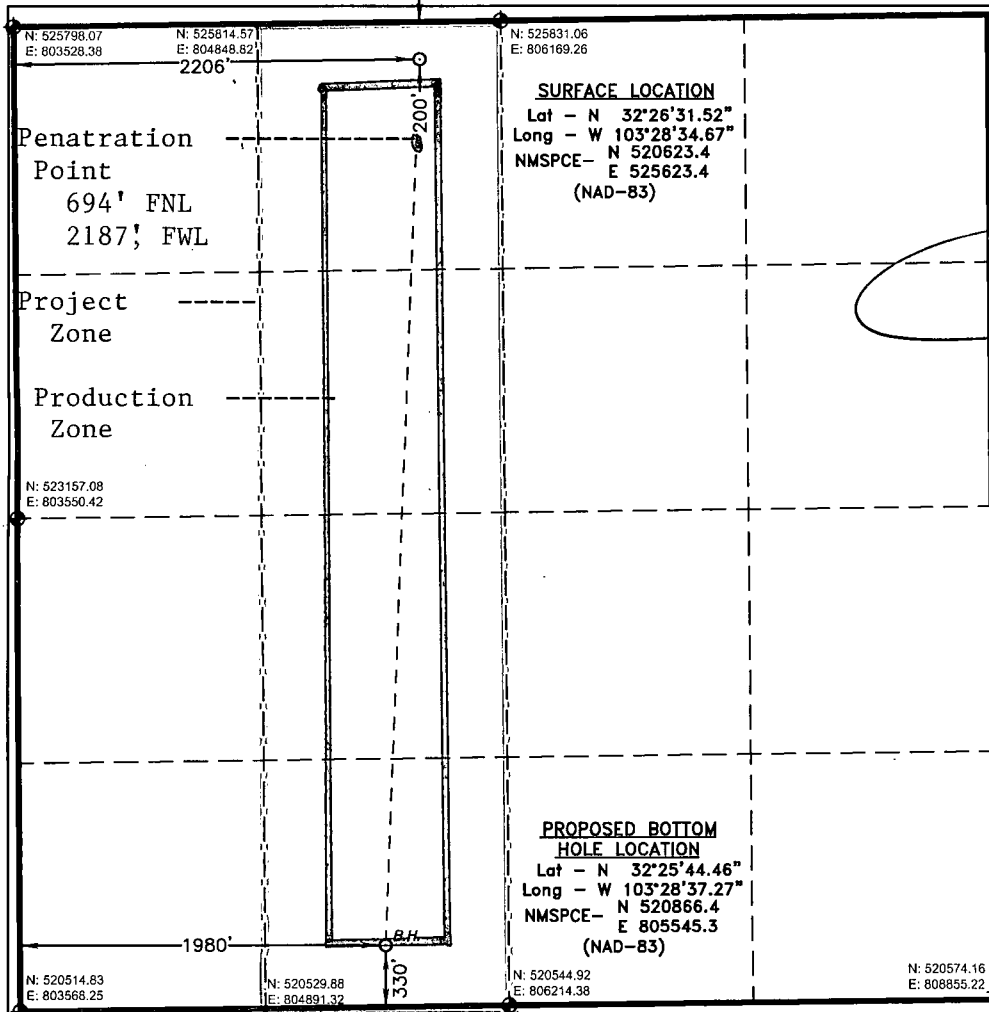 N: 525798.07
E: 803528.38
N: 525814.57
E: 804848.82
N: 525831.06
E: 806169.26
2206'
200'
SURFACE LOCATION
Lat - N 32°26'31.52"
Long - W 103°28'34.67"
NMSPCE- N 520623.4
E 525623.4
(NAD-83)
Penatration
Point
694' FNL
2187', FWL
Project
Zone
Production
Zone
N: 523157.08
E: 803550.42
PROPOSED BOTTOM
HOLE LOCATION
Lat - N 32°25'44.46"
Long - W 103°28'37.27"
NMSPCE- N 520866.4
E 805545.3
(NAD-83)
B.H.
1980'
330'
N: 520514.83
E: 803568.25
N: 520529.88
E: 804891.32
N: 520544.92
E: 806214.38
N: 520574.16
E: 808855.22